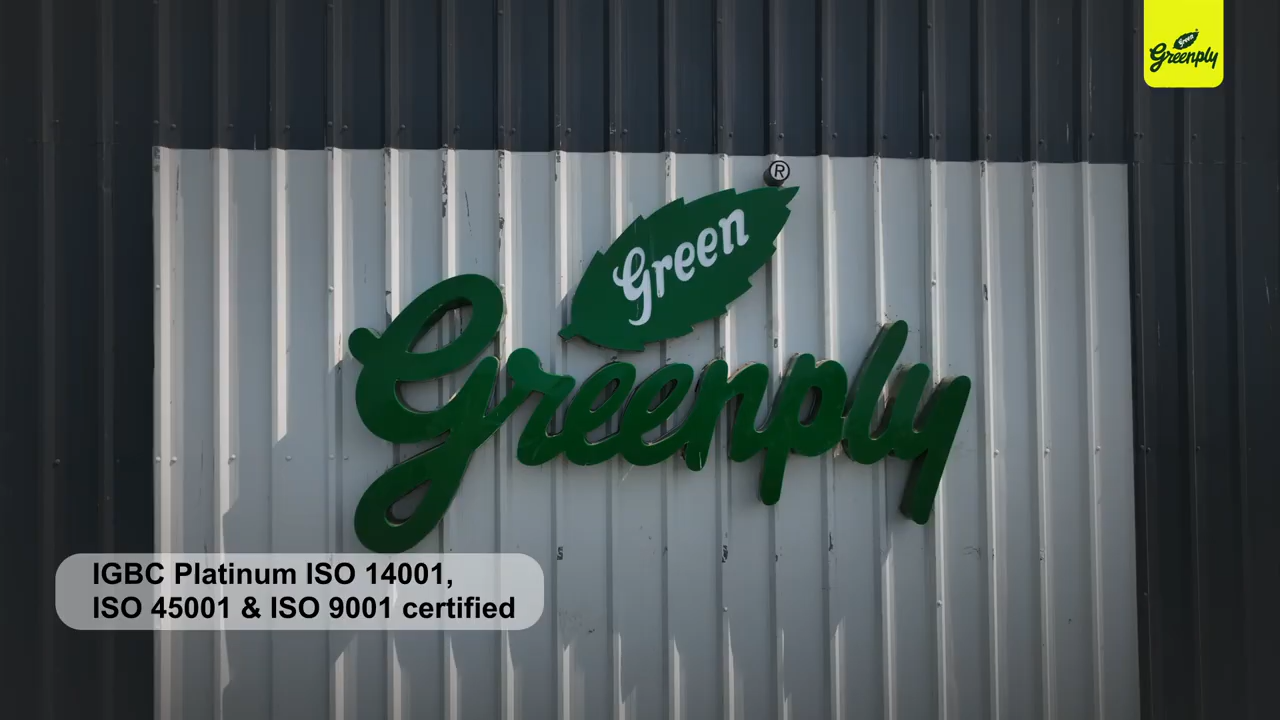 Green
Greenply
®
Green
Greenply
IGBC Platinum ISO 14001,
ISO 45001 & ISO 9001 certified